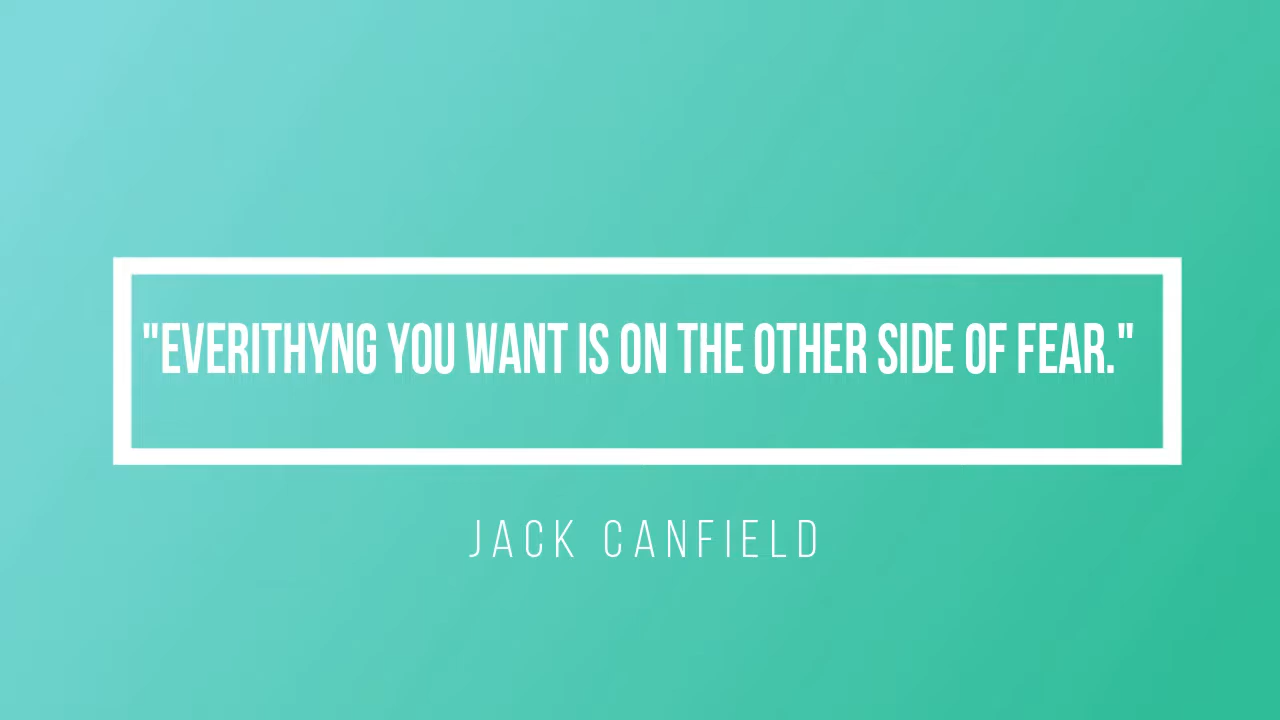 "EVERITHYNG YOU WANT IS ON THE OTHER SIDE OF FEAR."
JACK CANFIELD